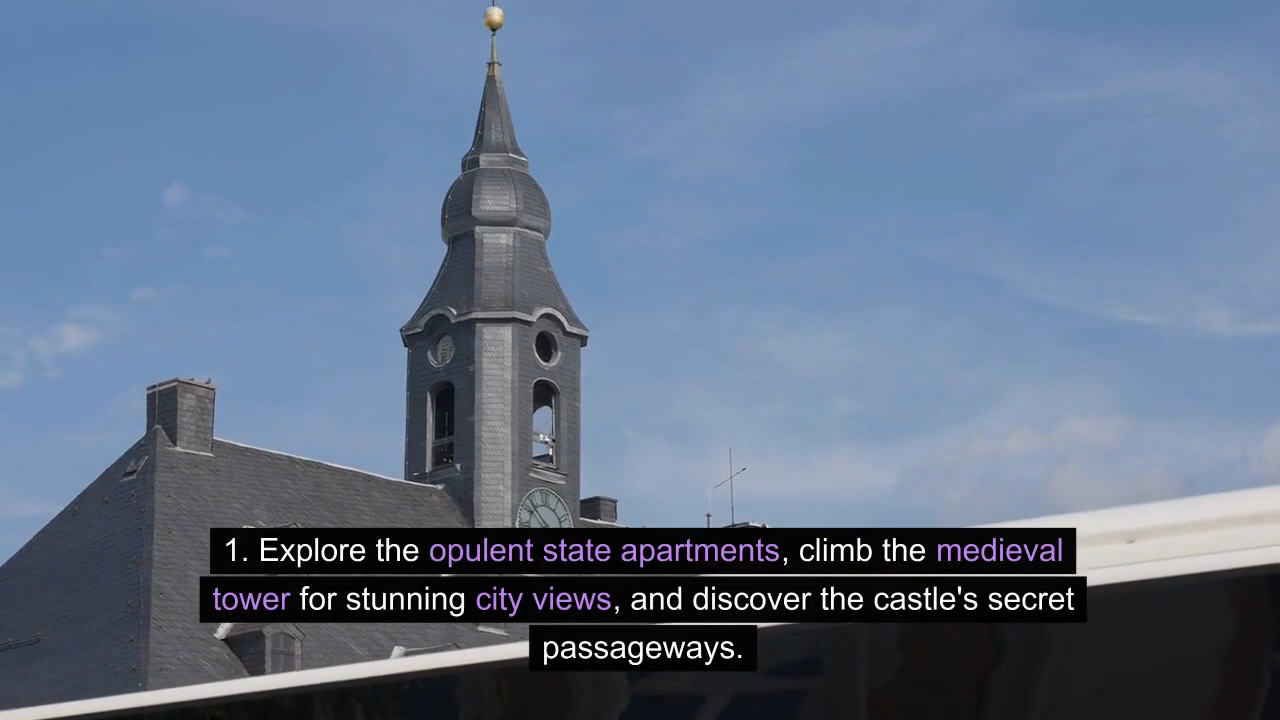 1. Explore the opulent state apartments, climb the medieval
tower for stunning city views, and discover the castle's secret
passageways.